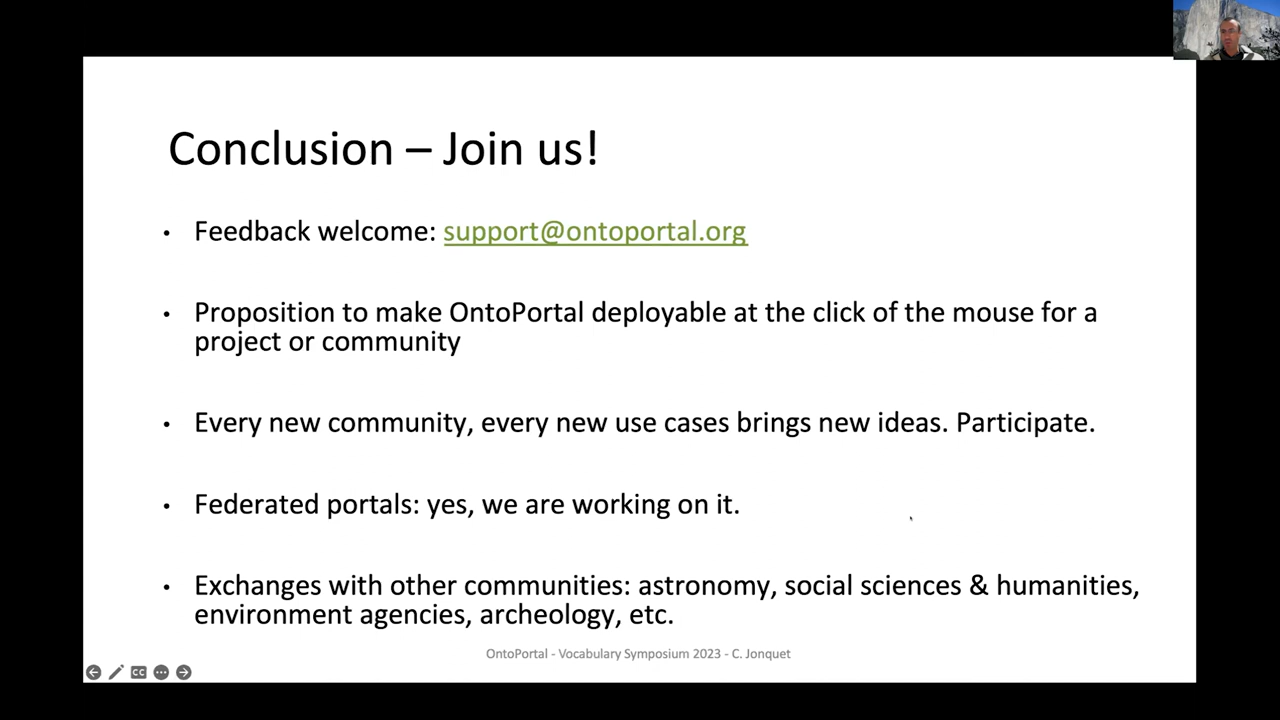 Conclusion – Join us!
• Feedback welcome: support@ontoportal.org
• Proposition to make OntoPortal deployable at the click of the mouse for a
project or community
• Every new community, every new use cases brings new ideas. Participate.
• Federated portals: yes, we are working on it.
• Exchanges with other communities: astronomy, social sciences & humanities,
environment agencies, archeology, etc.
OntoPortal - Vocabulary Symposium 2023 - C. Jonquet
CC